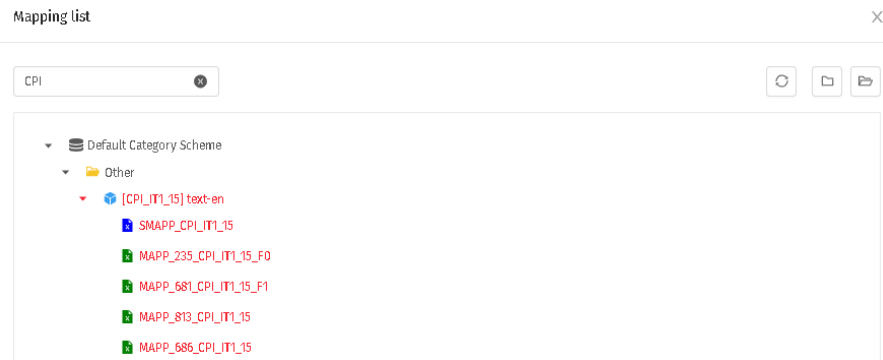 Mapping list
CPI
Default Category Scheme
Other
[CPI_IT1_15] text-en
SMAPP_CPI_IT1_15
MAPP_235_CPI_IT1_15_F0
MAPP_681_CPI_IT1_15_F1
MAPP_813_CPI_IT1_15
MAPP_686_CPI_IT1_15